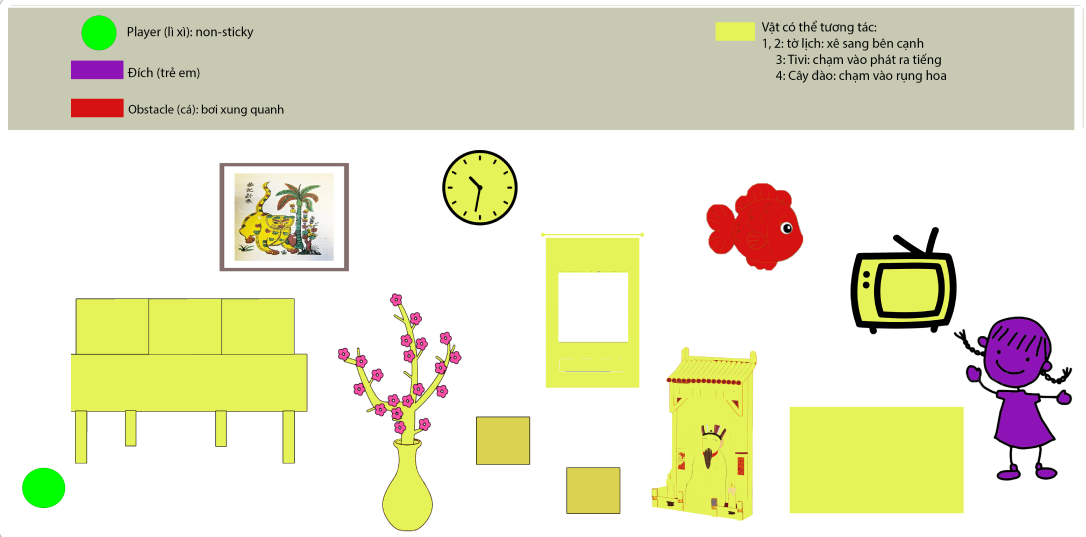 Player (lì xì): non-sticky
Đích (trẻ em)
Obstacle (cá): bơi xung quanh
Vật có thể tương tác:
1, 2: tờ lịch: xê sang bên cạnh
3: Tivi: chạm vào phát ra tiếng
4: Cây đào: chạm vào rụng hoa